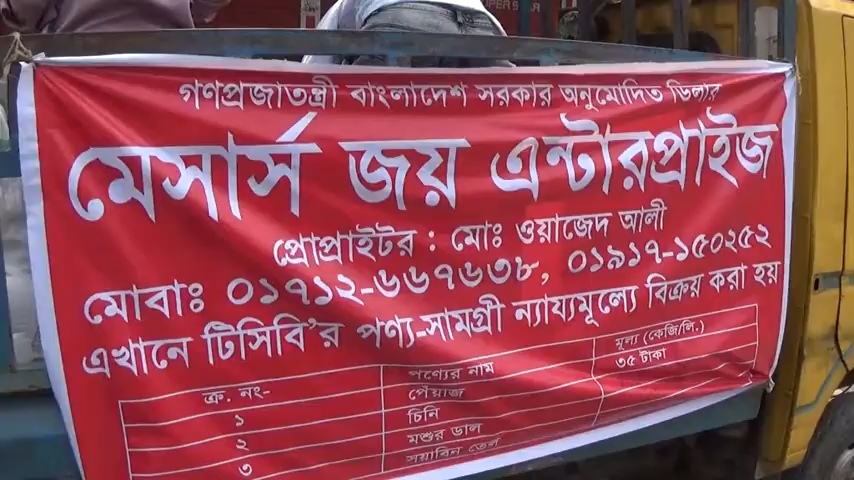 গণপ্রজাতন্ত্রী বাংলাদেশ সরকার অনুমোদিত ডিলার
মেসার্স জয় এন্টারপ্রাইজ
প্রোপ্রাইটর : মোঃ ওয়াজেদ আলী
মোবাঃ ০১৭১২-৬৬৭৬৩৮, ০১৯১৭-১৫০২৫২
এখানে টিসিবি'র পণ্য-সামগ্রী ন্যায্যমূল্যে বিক্রয় করা হয়
ক্র. নং- পণ্যের নাম মূল্য (কেজি/লি.)
১ পেঁয়াজ ৩৫ টাকা
২ চিনি
৩ মশুর ডাল
সয়াবিন তেল